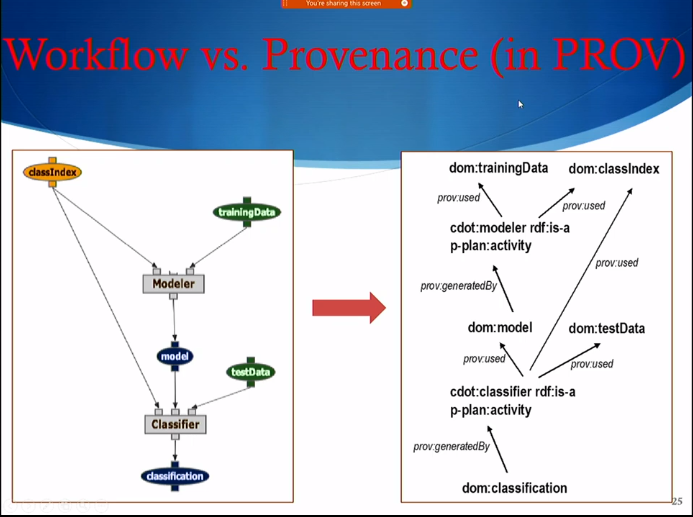 You're sharing this screen
Workflow vs. Provenance (in PROV)
classIndex
trainingData
Modeler
model
testData
Classifier
classification
dom:trainingData
dom:classIndex
prov:used
prov:used
cdot:modeler rdf:is-a
p-plan:activity
prov:used
prov:generatedBy
dom:model
dom:testData
prov:used
prov:used
cdot:classifier rdf:is-a
p-plan:activity
prov:generatedBy
dom:classification
25